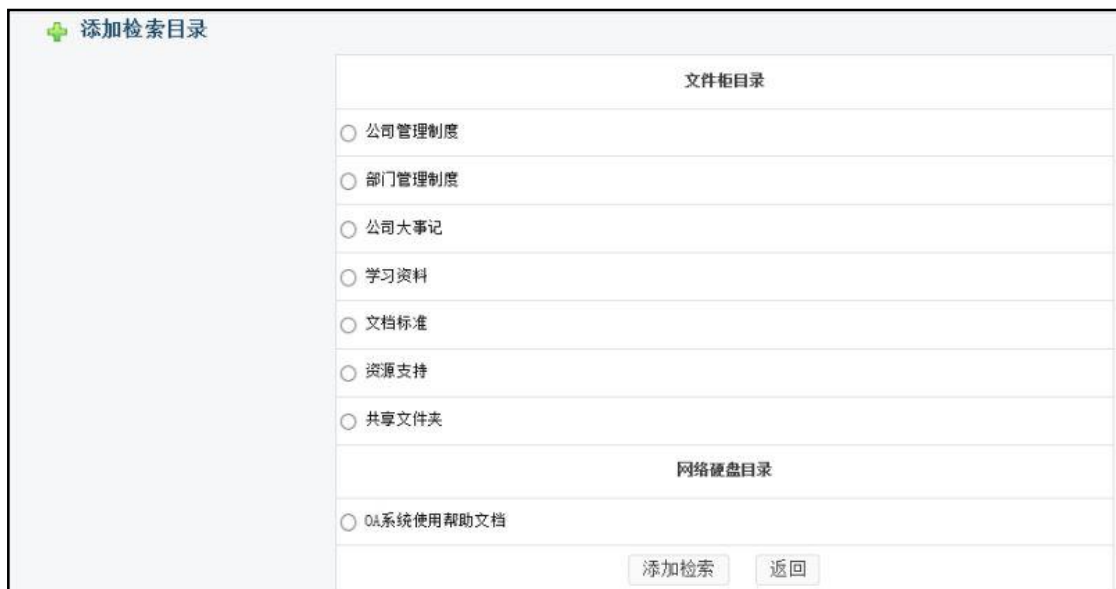 添加检索目录
文件柜目录
公司管理制度
部门管理制度
公司大事记
学习资料
文档标准
资源支持
共享文件夹
网络硬盘目录
OA系统使用帮助文档
添加检索 返回